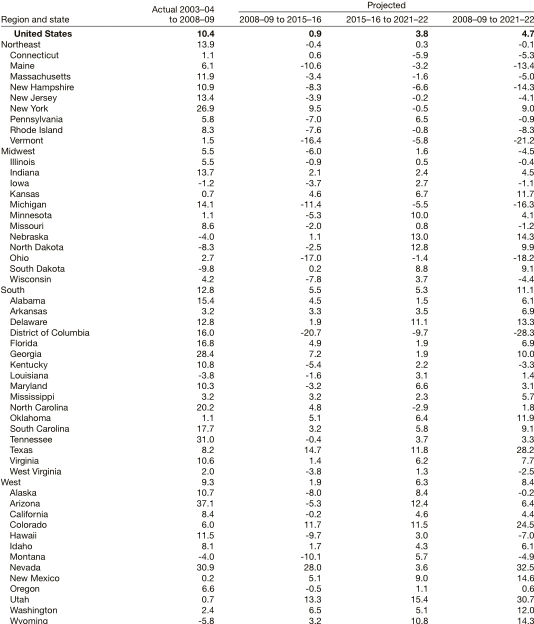 Projected
Actual 2003–04
Region and state to 2008–09 2008–09 to 2015–16 2015–16 to 2021–22 2008–09 to 2021–22
United States 10.4 0.9 3.8 4.7
Northeast 13.9 -0.4 0.3 -0.1
Connecticut 1.1 0.6 -5.9 -5.3
Maine 6.1 -10.6 -3.2 -13.4
Massachusetts 11.9 -3.4 -1.6 -5.0
New Hampshire 10.9 -8.3 -6.6 -14.3
New Jersey 13.4 -3.9 -0.2 -4.1
New York 26.9 9.5 -0.5 9.0
Pennsylvania 5.8 -7.0 6.5 -0.9
Rhode Island 8.3 -7.6 -0.8 -8.3
Vermont 1.5 -16.4 -5.8 -21.2
Midwest 5.5 -6.0 1.6 -4.5
Illinois 5.5 -0.9 0.5 -0.4
Indiana 13.7 2.1 2.4 4.5
Iowa -1.2 -3.7 2.7 -1.1
Kansas 0.7 4.6 6.7 11.7
Michigan 14.1 -11.4 -5.5 -16.3
Minnesota 1.1 -5.3 10.0 4.1
Missouri 8.6 -2.0 0.8 -1.2
Nebraska -4.0 1.1 13.0 14.3
North Dakota -8.3 -2.5 12.8 9.9
Ohio 2.7 -17.0 -1.4 -18.2
South Dakota -9.8 0.2 8.8 9.1
Wisconsin 4.2 -7.8 3.7 -4.4
South 12.8 5.5 5.3 11.1
Alabama 15.4 4.5 1.5 6.1
Arkansas 3.2 3.3 3.5 6.9
Delaware 12.8 1.9 11.1 13.3
District of Columbia 16.0 -20.7 -9.7 -28.3
Florida 16.8 4.9 1.9 6.9
Georgia 28.4 7.2 1.9 10.0
Kentucky 10.8 -5.4 2.2 -3.3
Louisiana -3.8 -1.6 3.1 1.4
Maryland 10.3 -3.2 6.6 3.1
Mississippi 3.2 3.2 2.3 5.7
North Carolina 20.2 4.8 -2.9 1.8
Oklahoma 1.1 5.1 6.4 11.9
South Carolina 17.7 3.2 5.8 9.1
Tennessee 31.0 -0.4 3.7 3.3
Texas 8.2 14.7 11.8 28.2
Virginia 10.6 1.4 6.2 7.7
West Virginia 2.0 -3.8 1.3 -2.5
West 9.3 1.9 6.3 8.4
Alaska 10.7 -8.0 8.4 -0.2
Arizona 37.1 -5.3 12.4 6.4
California 8.4 -0.2 4.6 4.4
Colorado 6.0 11.7 11.5 24.5
Hawaii 11.5 -9.7 3.0 -7.0
Idaho 8.1 1.7 4.3 6.1
Montana -4.0 -10.1 5.7 -4.9
Nevada 30.9 28.0 3.6 32.5
New Mexico 0.2 5.1 9.0 14.6
Oregon 6.6 -0.5 1.1 0.6
Utah 0.7 13.3 15.4 30.7
Washington 2.4 6.5 5.1 12.0
Wyoming -5.8 3.2 10.8 14.3